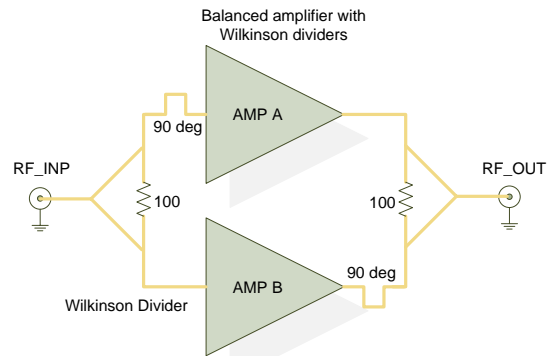 Balanced amplifier with
Wilkinson dividers
90 deg
AMP A
RF_INP
RF_OUT
100
100
90 deg
AMP B
Wilkinson Divider